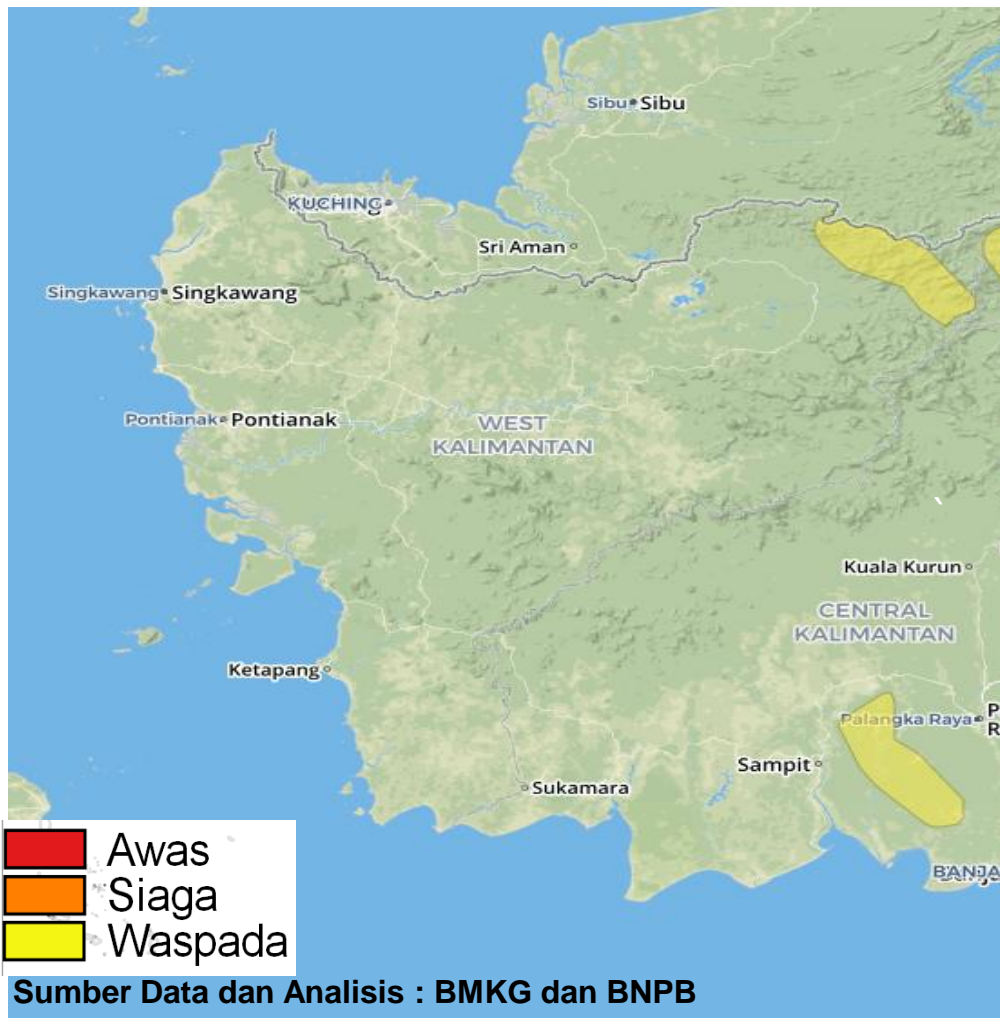 Sibu Sibu
KUCHING
Sri Aman
Singkawang Singkawang
Pontianak Pontianak
WEST
KALIMANTAN
Kuala Kurun
CENTRAL
KALIMANTAN
Ketapang
Palangka Raya P
R
Sampit
Sukamara
BANJA
Awas
Siaga
Waspada
Sumber Data dan Analisis : BMKG dan BNPB